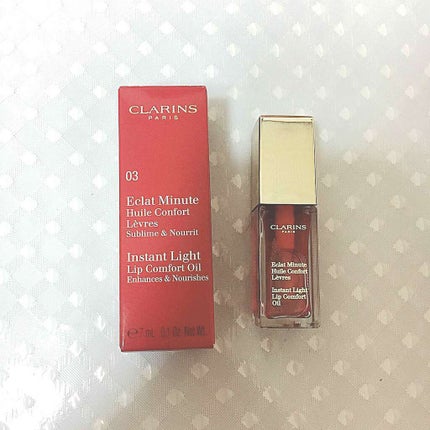 CLARINS
PARIS
03
Eclat Minute
Huile Confort
Lèvres
Sublime & Nourrit
Instant Light
Lip Comfort Oil
Enhances & Nourishes
℮ 7 mL 0.1 Oz Net Wt.
CLARINS
PARIS
Eclat Minute
Huile Confort
Lèvres
Instant Light
Lip Comfort
Oil